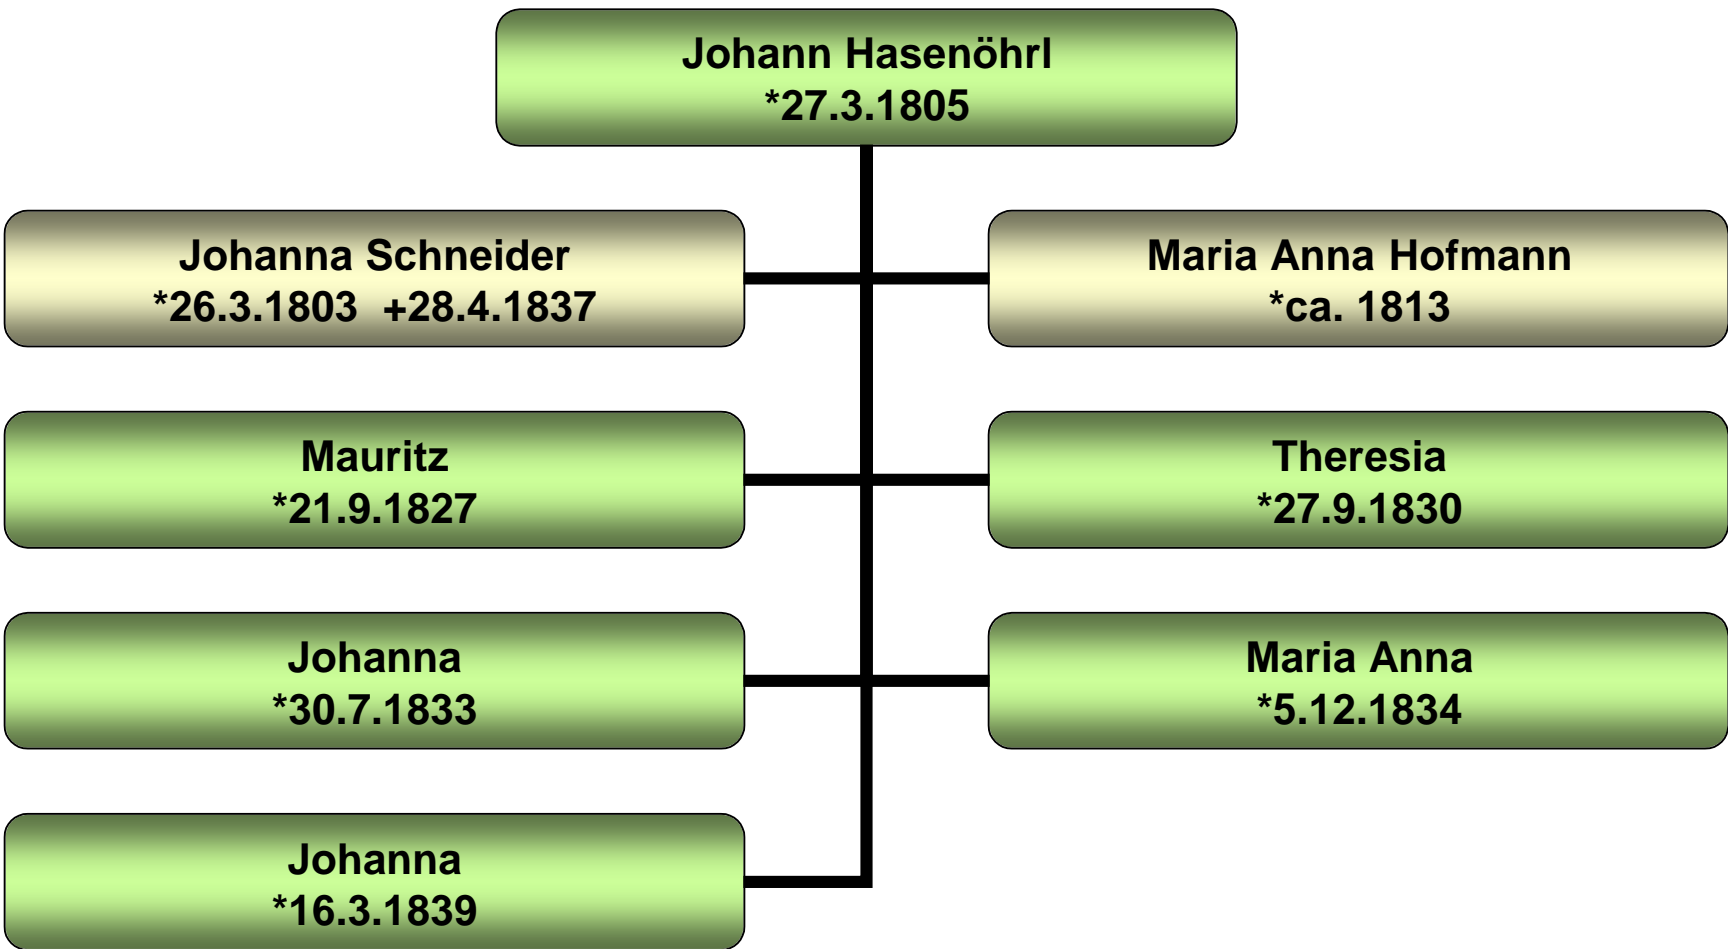 Johann Hasenöhrl
*27.3.1805
Johanna Schneider
*26.3.1803  +28.4.1837
Maria Anna Hofmann
*ca. 1813
Mauritz
*21.9.1827
Theresia
*27.9.1830
Johanna
*30.7.1833
Maria Anna
*5.12.1834
Johanna
*16.3.1839